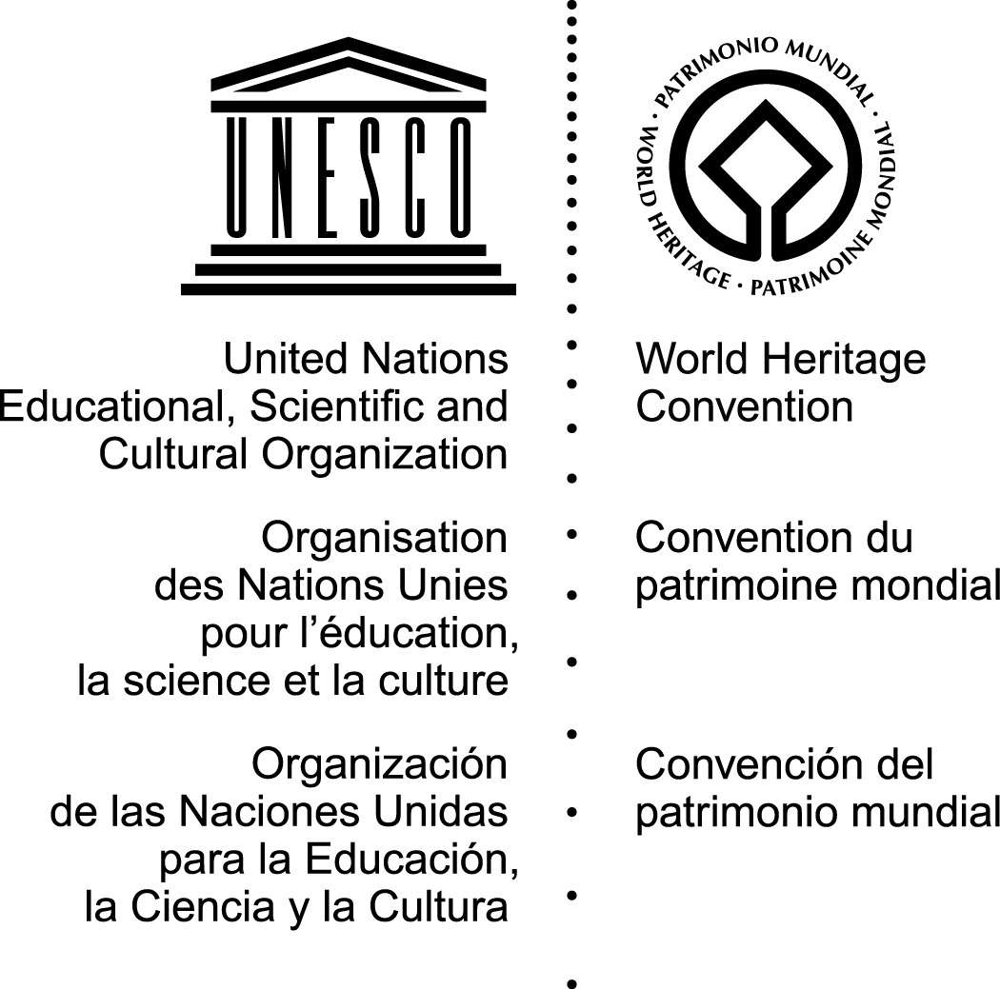 UNESCO
United Nations
Educational, Scientific and
Cultural Organization
Organisation
des Nations Unies
pour l’éducation,
la science et la culture
Organización
de las Naciones Unidas
para la Educación,
la Ciencia y la Cultura
WORLD HERITAGE · PATRIMONIO MUNDIAL · PATRIMOINE MONDIAL ·
World Heritage
Convention
Convention du
patrimoine mondial
Convención del
patrimonio mundial